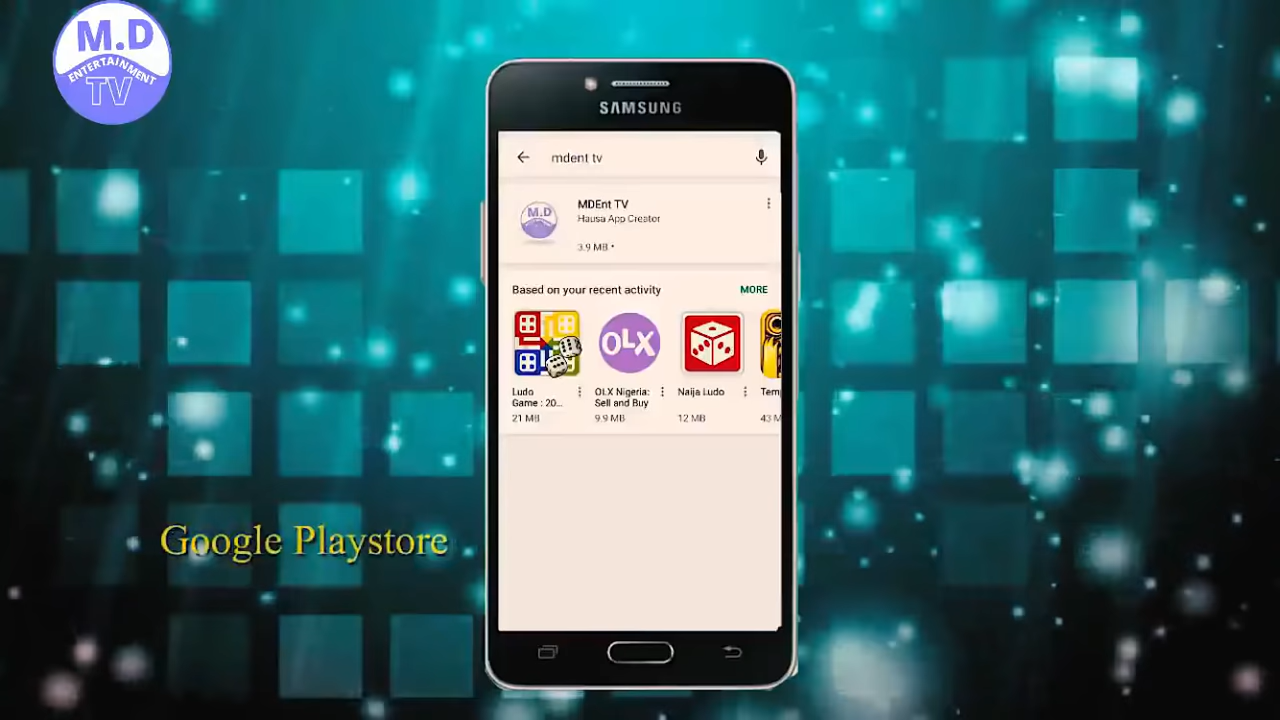 M.D
ENTERTAINMENT
TV
SAMSUNG
mdent tv
M.D
MDEnt TV
Hausa App Creator
3.9 MB •
Based on your recent activity
MORE
OLX
Ludo
Game : 20...
21 MB
OLX Nigeria:
Sell and Buy
9.9 MB
Naija Ludo
12 MB
Tem
43 M
Google Playstore